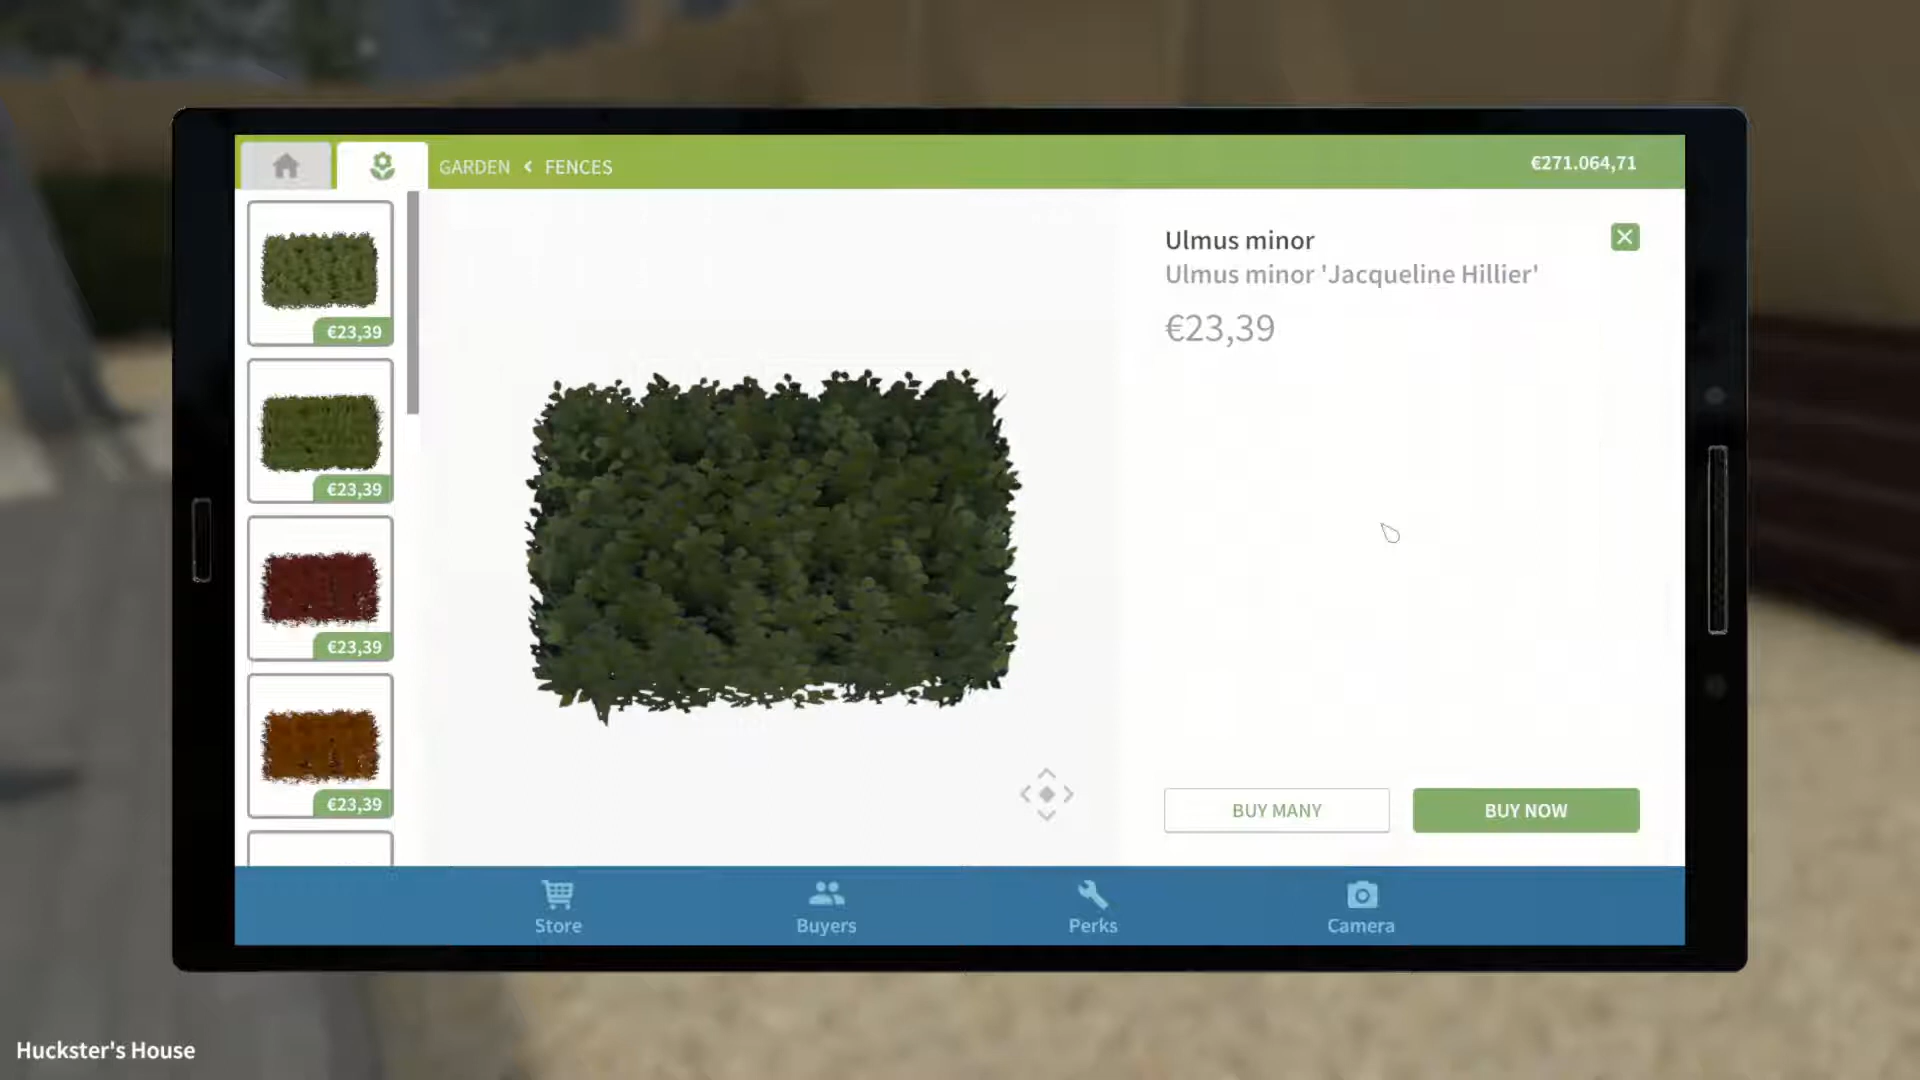 GARDEN < FENCES
€271.064,71
€23,39
€23,39
€23,39
€23,39
Ulmus minor
Ulmus minor 'Jacqueline Hillier'
€23,39
BUY MANY
BUY NOW
Store
Buyers
Perks
Camera
Huckster's House